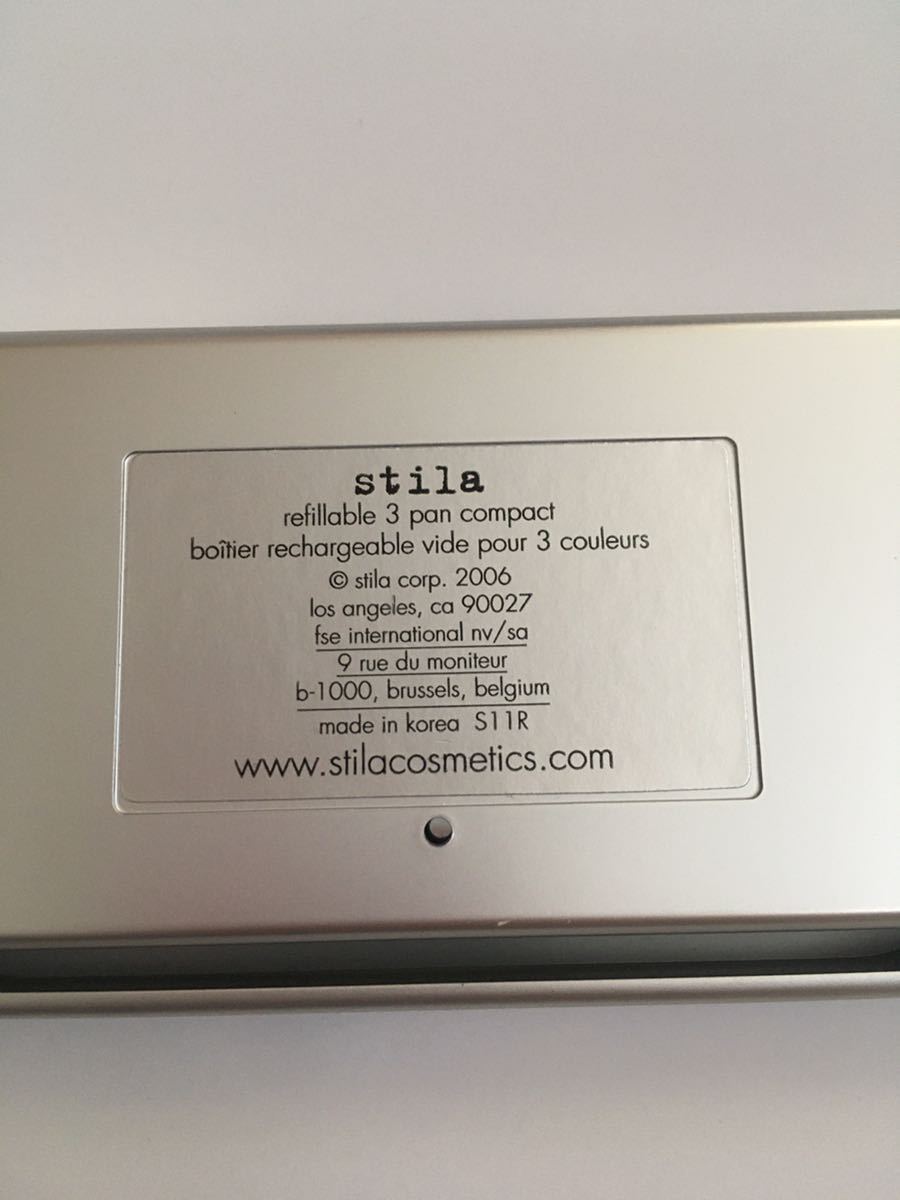 stila
refillable 3 pan compact
boîtier rechargeable vide pour 3 couleurs
© stila corp. 2006
los angeles, ca 90027
fse international nv/sa
9 rue du moniteur
b-1000, brussels, belgium
made in korea S11R
www.stilacosmetics.com